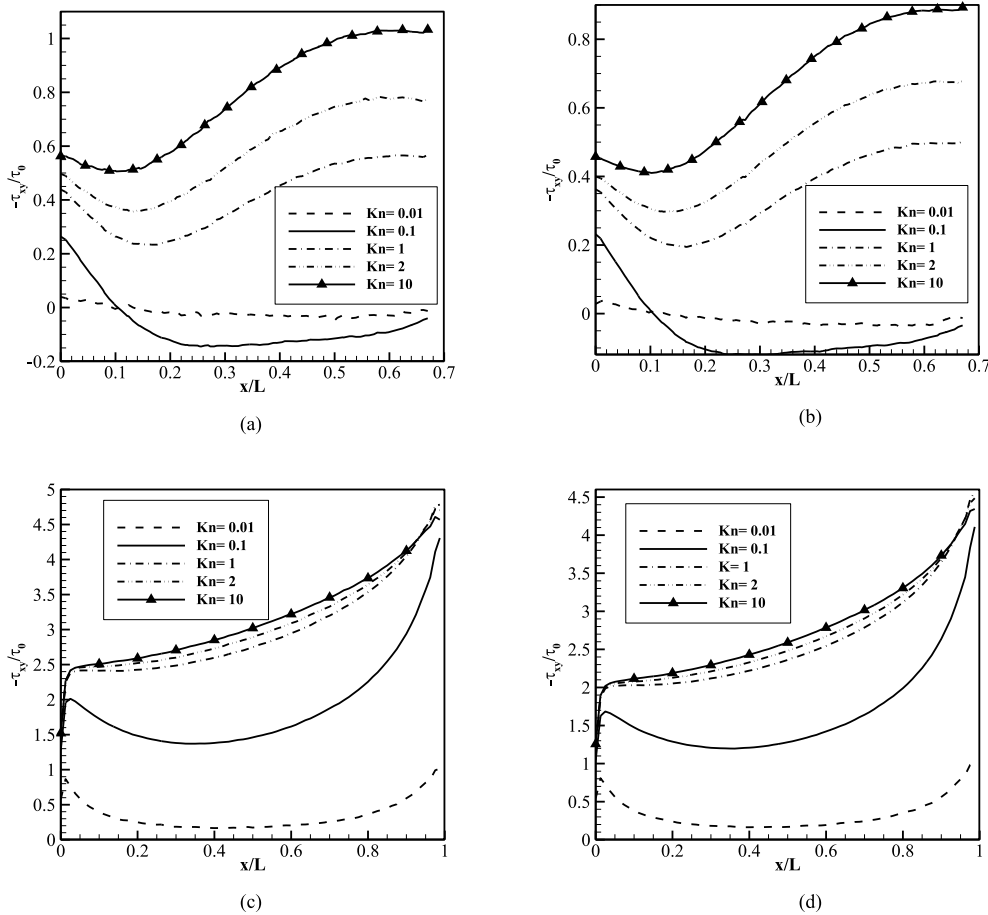 -τxy/τ0
1
0.8
0.6
0.4
0.2
0
-0.2
Kn= 0.01
Kn= 0.1
Kn= 1
Kn= 2
Kn= 10
0 0.1 0.2 0.3 0.4 0.5 0.6 0.7
x/L
(a)
-τxy/τ0
0.8
0.6
0.4
0.2
0
Kn= 0.01
Kn= 0.1
Kn= 1
Kn= 2
Kn= 10
0 0.1 0.2 0.3 0.4 0.5 0.6 0.7
x/L
(b)
-τxy/τ0
5
4.5
4
3.5
3
2.5
2
1.5
1
0.5
0
Kn= 0.01
Kn= 0.1
Kn= 1
Kn= 2
Kn= 10
0 0.2 0.4 0.6 0.8 1
x/L
(c)
-τxy/τ0
4.5
4
3.5
3
2.5
2
1.5
1
0.5
0
Kn= 0.01
Kn= 0.1
K= 1
Kn= 2
Kn= 10
0 0.2 0.4 0.6 0.8 1
x/L
(d)